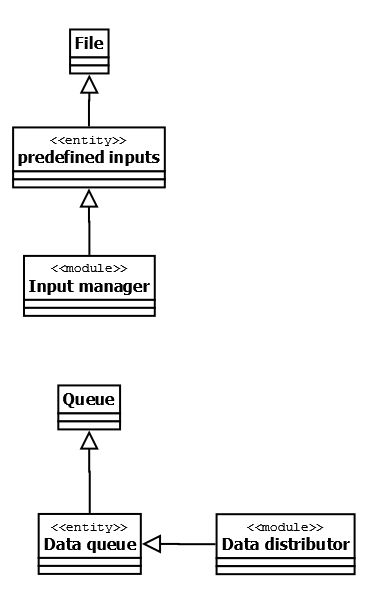 File
<<entity>>
predefined inputs
<<module>>
Input manager
Queue
<<entity>>
Data queue
<<module>>
Data distributor